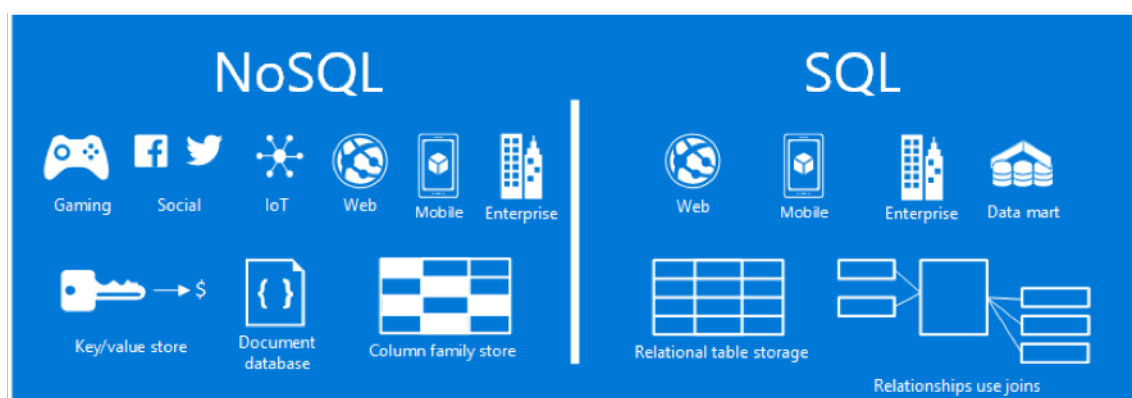 NoSQL
SQL
Gaming
Social
IoT
Web
Mobile
Enterprise
Web
Mobile
Enterprise
Data mart
$
{ }
Key/value store
Document
database
Column family store
Relational table storage
Relationships use joins